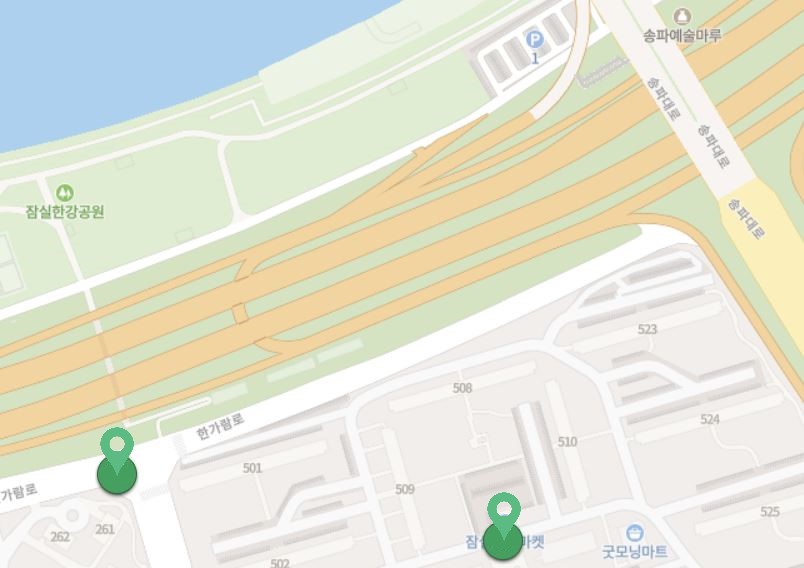 P
1
송파예술마루
송파대로
송파대로
송파대로
잠실한강공원
523
508
524
한가람로
510
501
509
가람로
525
262
261
굿모닝마트
502